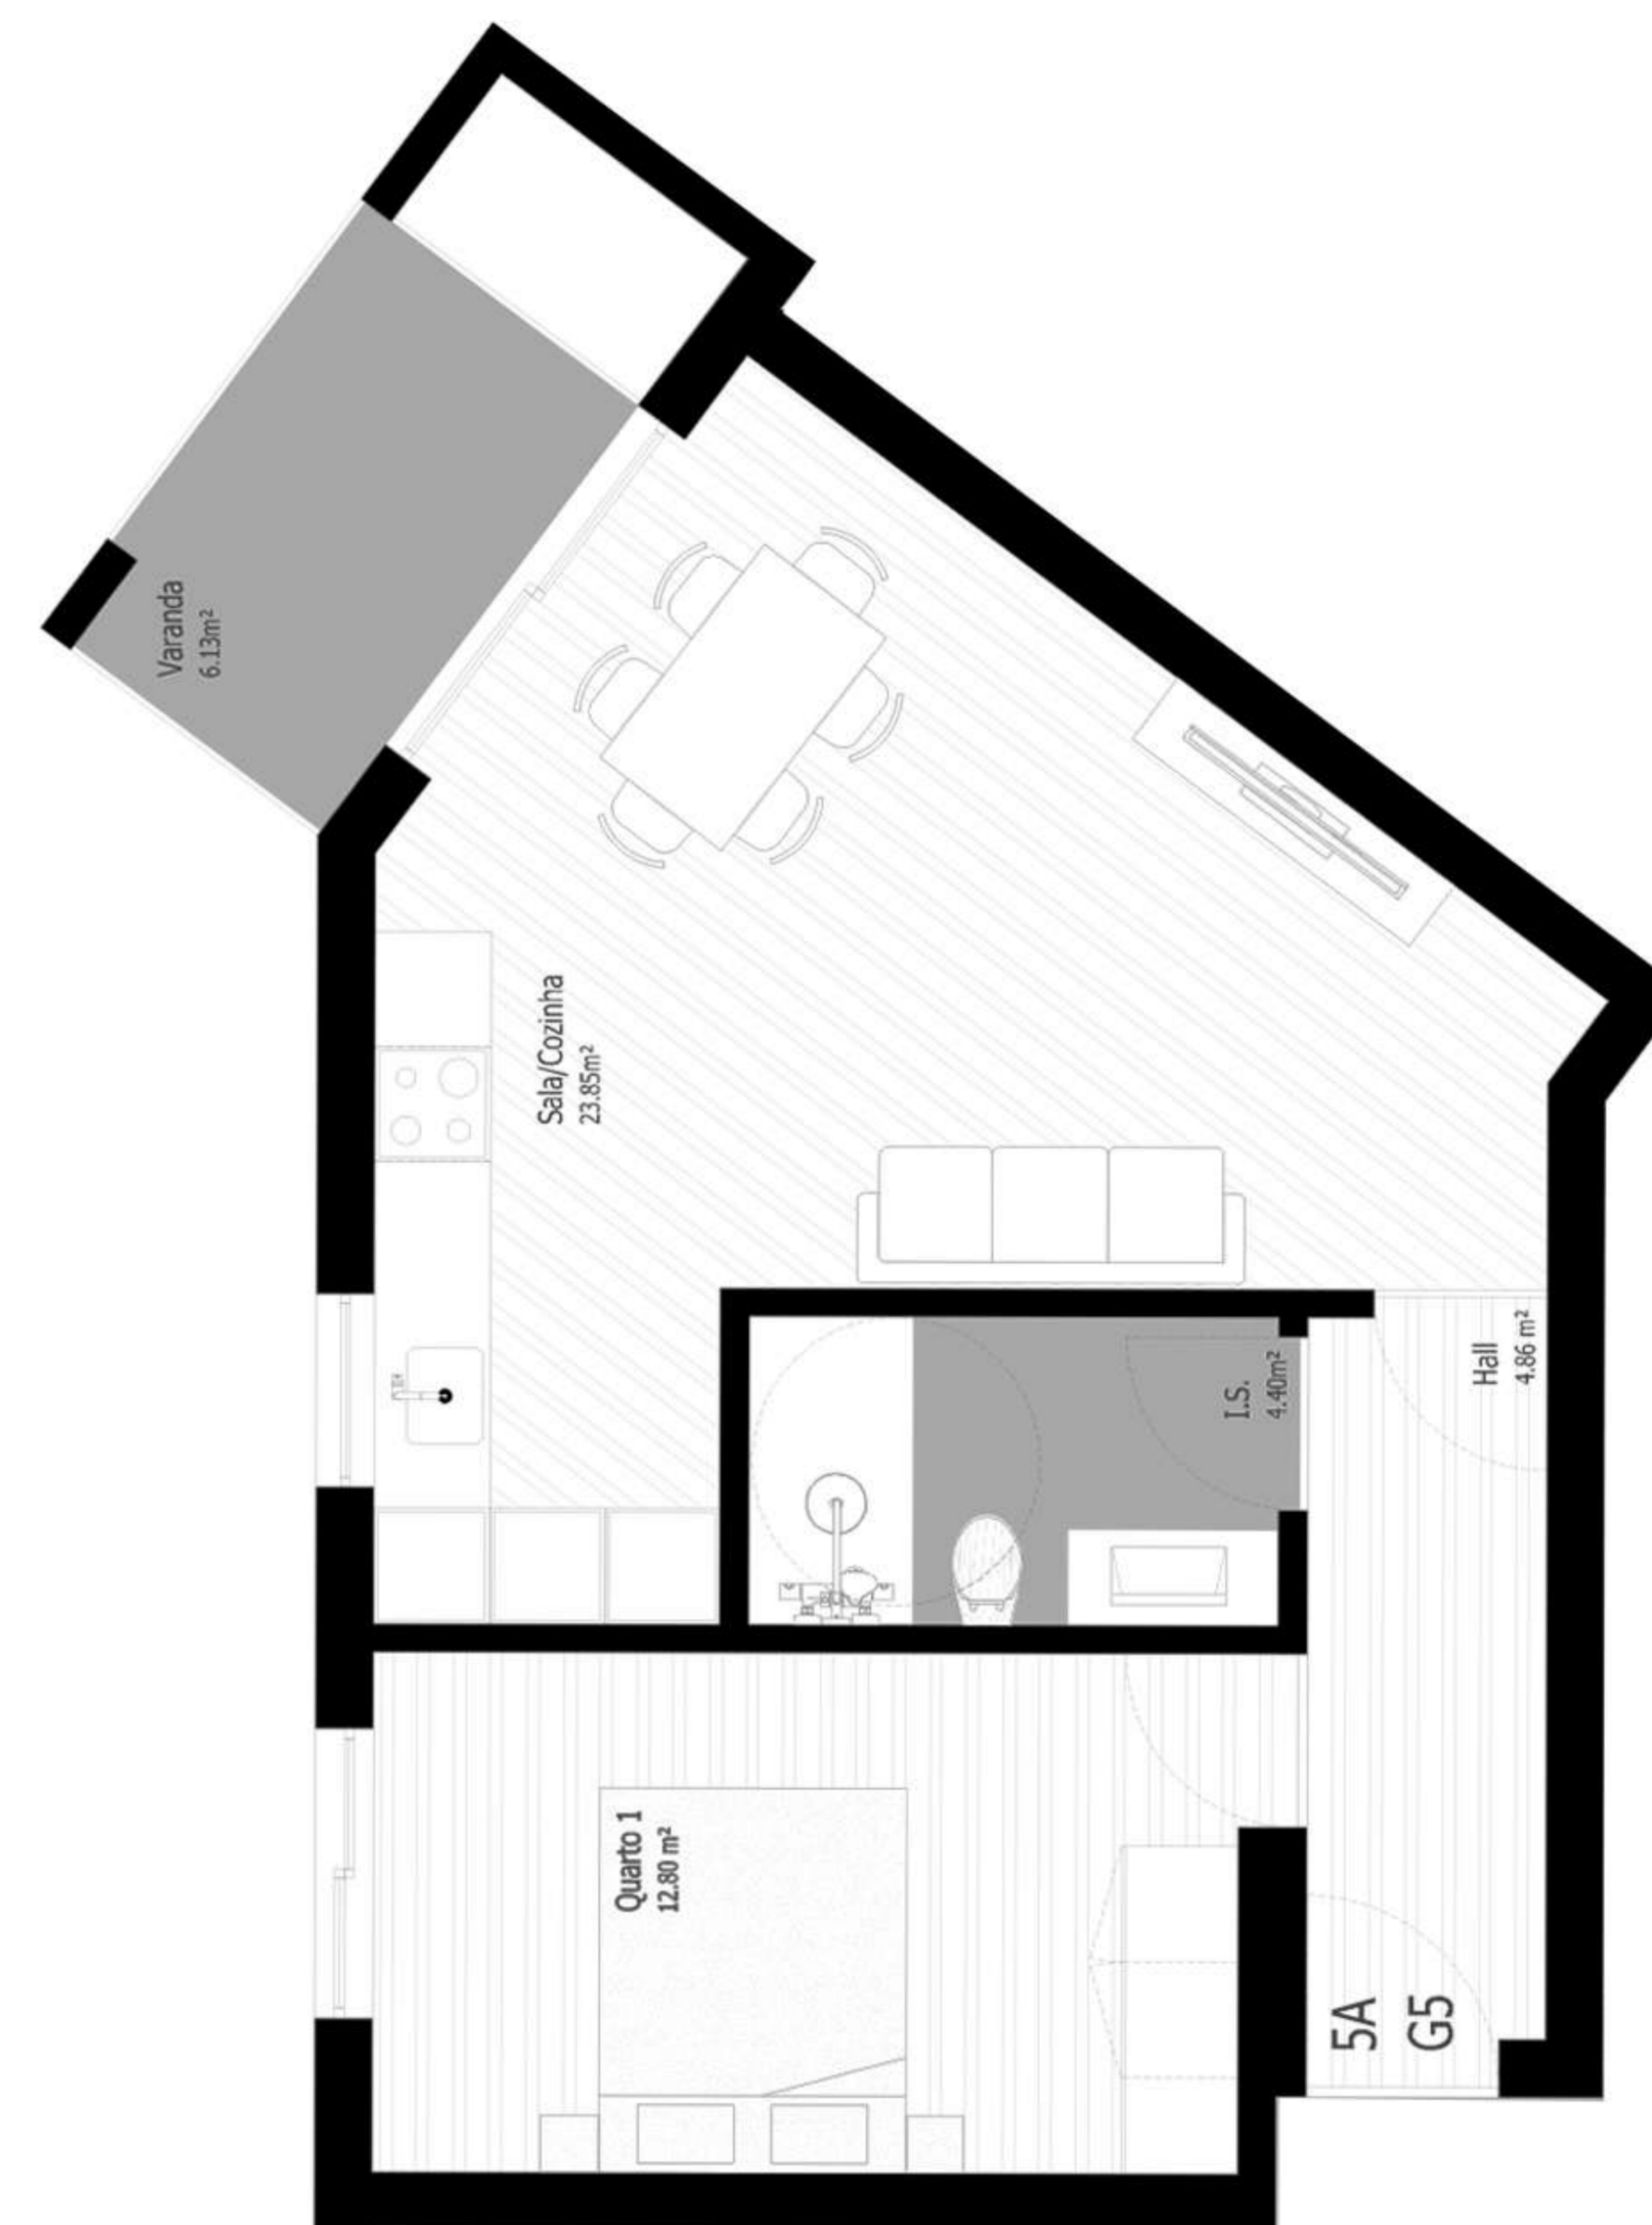 Varanda
6.13m²
Sala/Cozinha
23.85m²
I.S.
4.40m²
Hall
4.86 m²
Quarto 1
12.80 m²
5A
G5